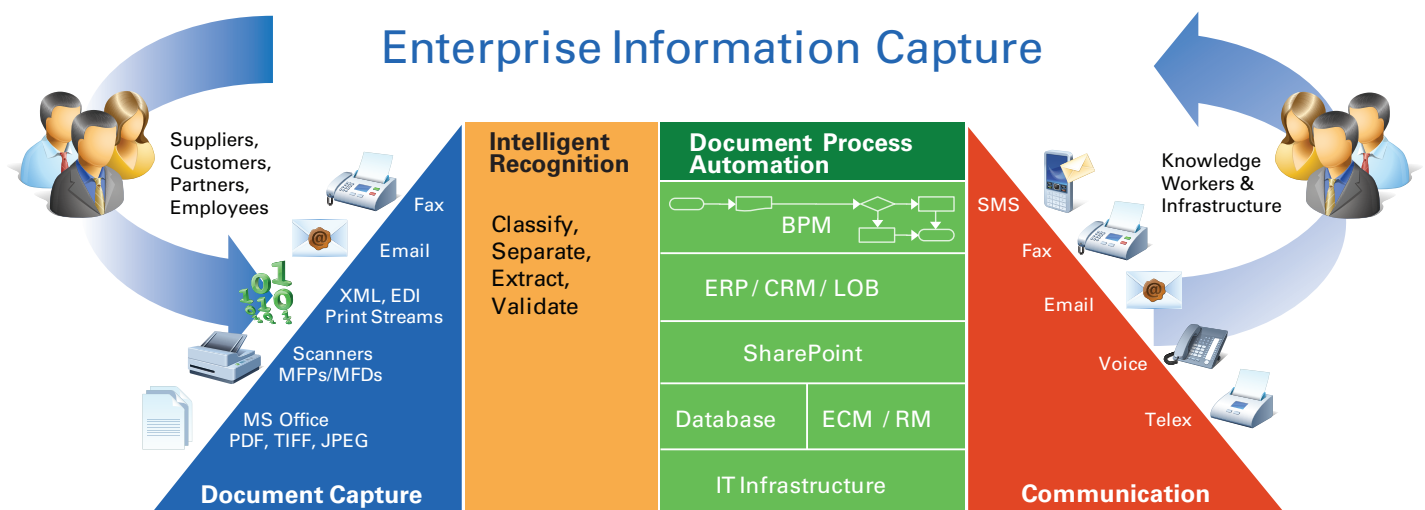 Enterprise Information Capture
Suppliers,
Customers,
Partners,
Employees
Fax
Email
XML, EDI
Print Streams
Scanners
MFPs/MFDs
MS Office
PDF, TIFF, JPEG
Document Capture
Intelligent
Recognition
Classify,
Separate,
Extract,
Validate
Document Process
Automation
BPM
ERP / CRM / LOB
SharePoint
Database
ECM / RM
IT Infrastructure
SMS
Fax
Email
Voice
Telex
Communication
Knowledge
Workers &
Infrastructure